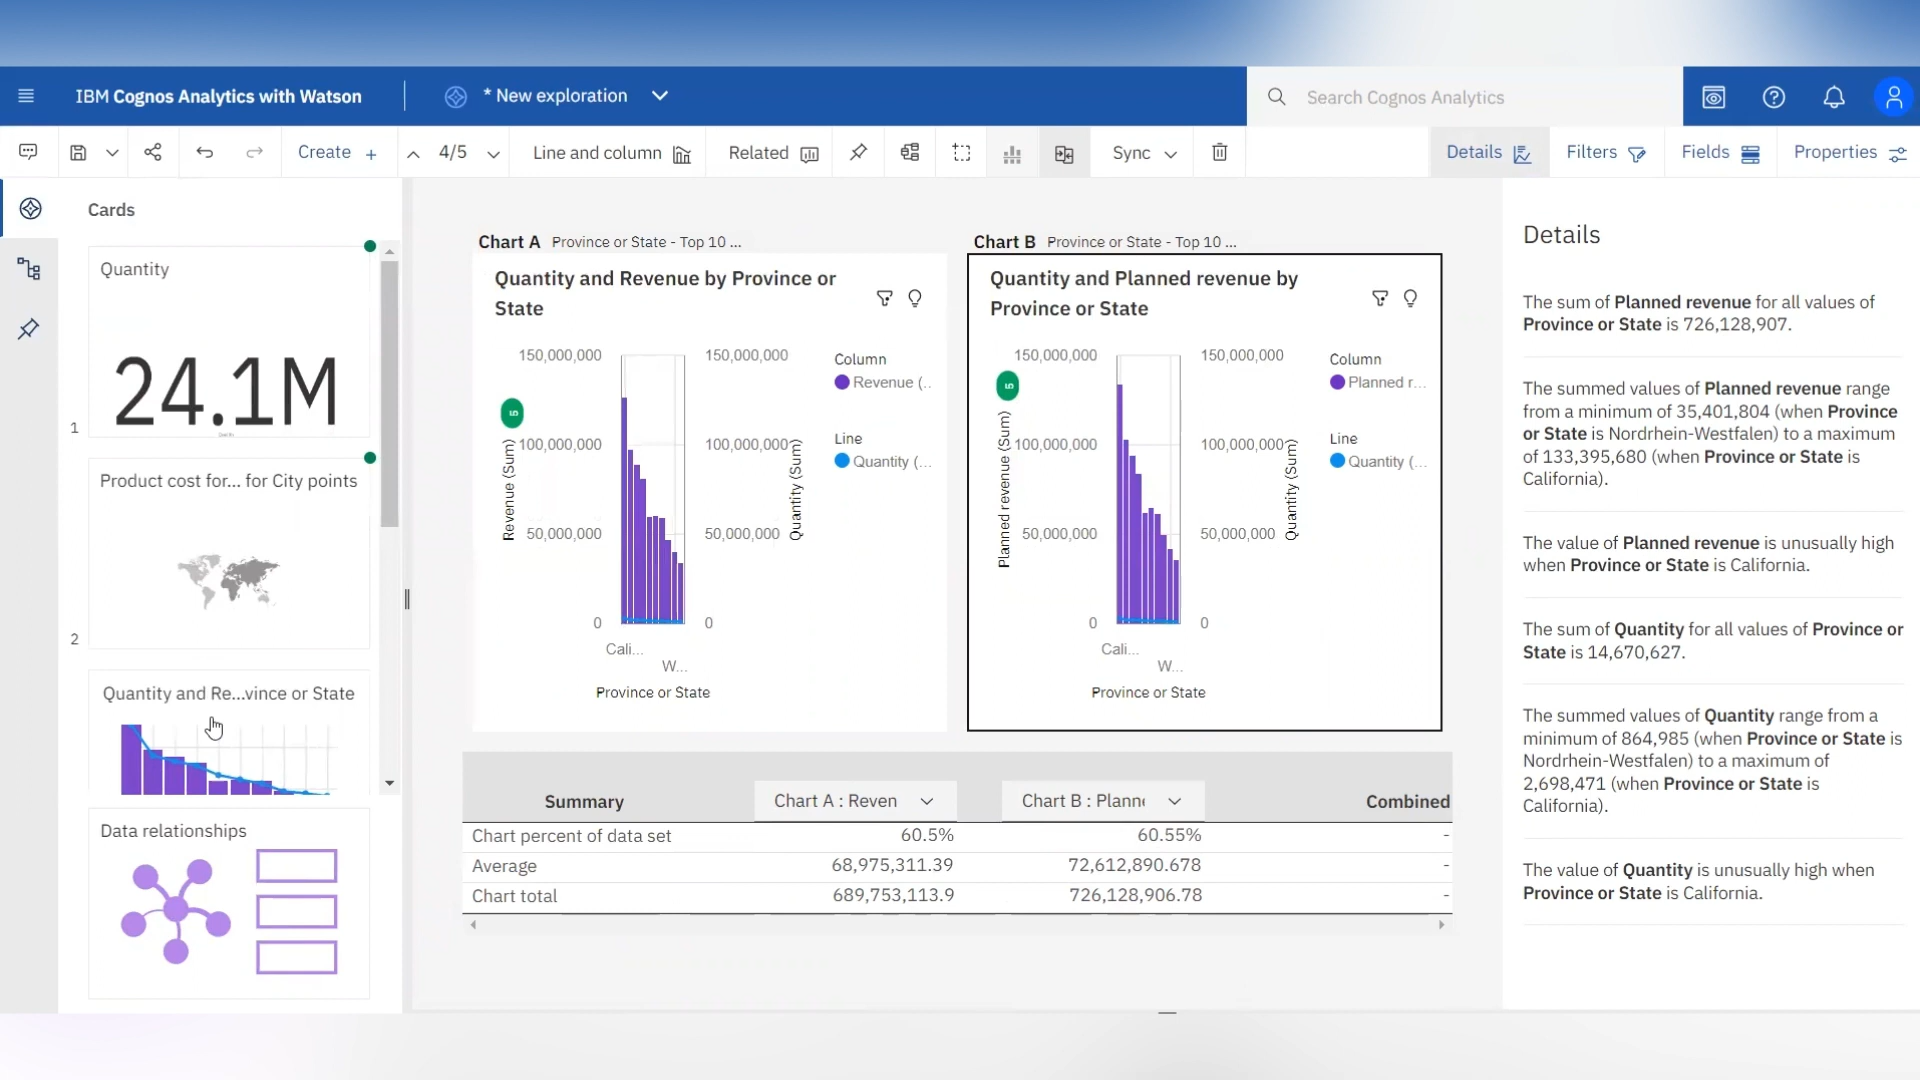 IBM Cognos Analytics with Watson
* New exploration
Search Cognos Analytics
Create +
4/5
Line and column
Related
Sync
Details
Filters
Fields
Properties
Cards
Quantity
24.1M
1
Product cost for... for City points
2
Quantity and Re...vince or State
Data relationships
Chart A Province or State - Top 10 ...
Quantity and Revenue by Province or
State
150,000,000
100,000,000
50,000,000
0
Revenue (Sum)
150,000,000
100,000,000
50,000,000
0
Quantity (Sum)
Cali...
W...
Province or State
Column
Revenue (...
Line
Quantity (...
Chart B Province or State - Top 10 ...
Quantity and Planned revenue by
Province or State
150,000,000
100,000,000
50,000,000
0
Planned revenue (Sum)
150,000,000
100,000,000
50,000,000
0
Quantity (Sum)
Cali...
W...
Province or State
Column
Planned r...
Line
Quantity (...
Summary Chart A : Reven Chart B : Planne Combined
Chart percent of data set 60.5% 60.55% -
Average 68,975,311.39 72,612,890.678 -
Chart total 689,753,113.9 726,128,906.78 -
Details
The sum of Planned revenue for all values of
Province or State is 726,128,907.
The summed values of Planned revenue range
from a minimum of 35,401,804 (when Province
or State is Nordrhein-Westfalen) to a maximum
of 133,395,680 (when Province or State is
California).
The value of Planned revenue is unusually high
when Province or State is California.
The sum of Quantity for all values of Province or
State is 14,670,627.
The summed values of Quantity range from a
minimum of 864,985 (when Province or State is
Nordrhein-Westfalen) to a maximum of
2,698,471 (when Province or State is
California).
The value of Quantity is unusually high when
Province or State is California.